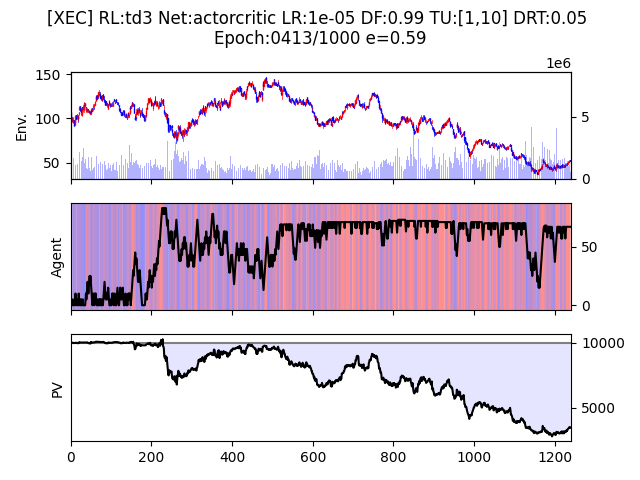 [XEC] RL:td3 Net:actorcritic LR:1e-05 DF:0.99 TU:[1,10] DRT:0.05
Epoch:0413/1000 e=0.59
1e6
150
100
50
Env.
5
0
Agent
50
0
PV
10000
5000
0 200 400 600 800 1000 1200